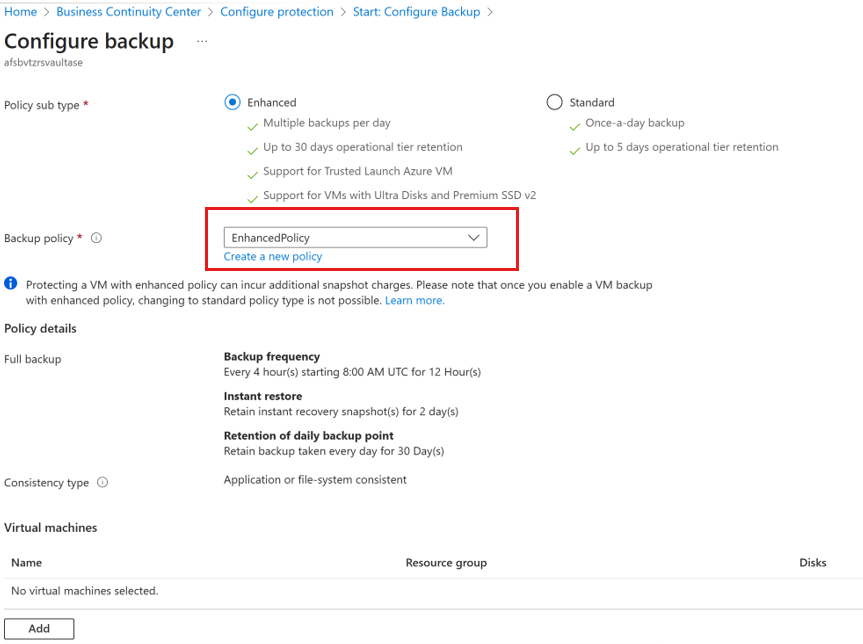 Home > Business Continuity Center > Configure protection > Start: Configure Backup >
Configure backup ...
afsbvtzrsvaultase
Policy sub type *
Enhanced
Multiple backups per day
Up to 30 days operational tier retention
Support for Trusted Launch Azure VM
Support for VMs with Ultra Disks and Premium SSD v2
Standard
Once-a-day backup
Up to 5 days operational tier retention
Backup policy *
EnhancedPolicy
Create a new policy
Protecting a VM with enhanced policy can incur additional snapshot charges. Please note that once you enable a VM backup
with enhanced policy, changing to standard policy type is not possible. Learn more.
Policy details
Full backup
Backup frequency
Every 4 hour(s) starting 8:00 AM UTC for 12 Hour(s)
Instant restore
Retain instant recovery snapshot(s) for 2 day(s)
Retention of daily backup point
Retain backup taken every day for 30 Day(s)
Consistency type
Application or file-system consistent
Virtual machines
Name Resource group Disks
No virtual machines selected.
Add